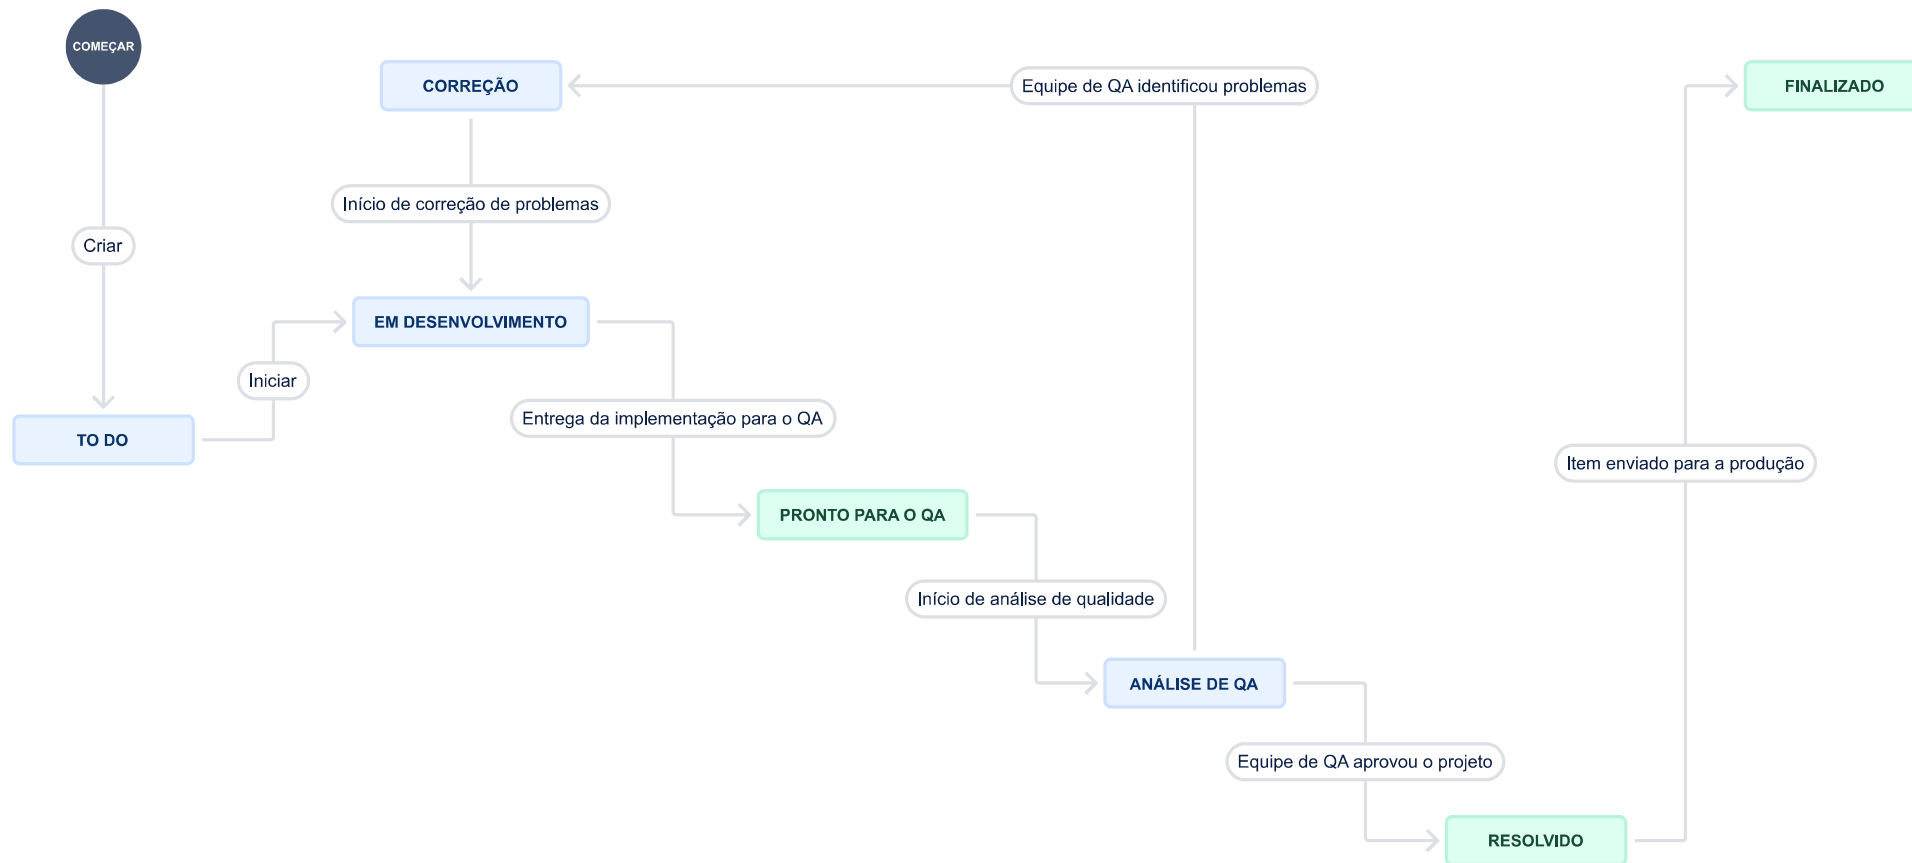 COMEÇAR
CORREÇÃO
Equipe de QA identificou problemas
FINALIZADO
Início de correção de problemas
Criar
EM DESENVOLVIMENTO
Iniciar
Entrega da implementação para o QA
TO DO
Item enviado para a produção
PRONTO PARA O QA
Início de análise de qualidade
ANÁLISE DE QA
Equipe de QA aprovou o projeto
RESOLVIDO